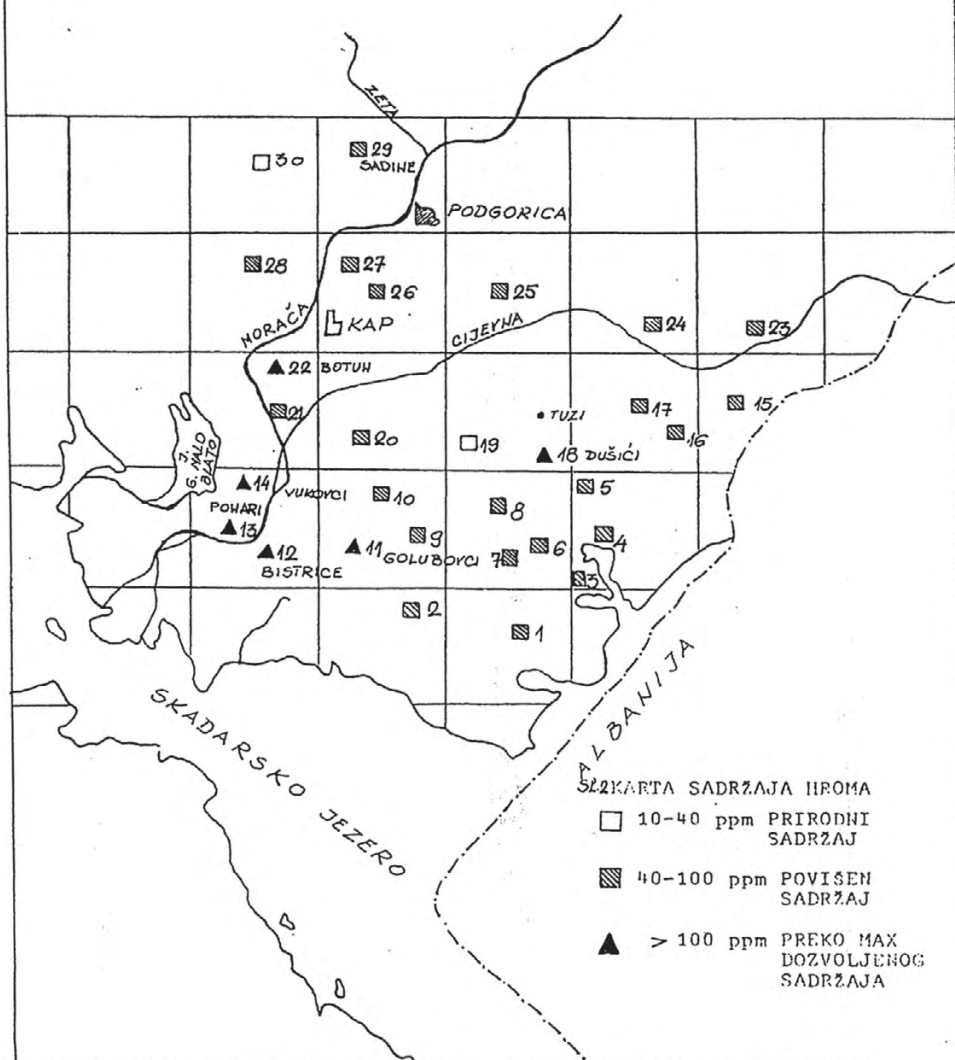 ZETA
29
SADINE
30
PODGORICA
28
27
26
25
MORAČA
KAP
CIJEVNA
24
23
22 BOTUN
21
TUZI
17
15
16
20
19
18 DUŠIĆI
G. MALO
BLATO
14
VUKOVCI
10
5
8
POHARI
13
9
6
4
12
BISTRICE
11 GOLUBOVCI
7
3
2
1
SKADARSKO JEZERO
ALBANIJA
SL2 KARTA SADRŽAJA HROMA
10-40 ppm PRIRODNI
SADRŽAJ
40-100 ppm POVIŠEN
SADRŽAJ
> 100 ppm PREKO MAX
DOZVOLJENOG
SADRŽAJA